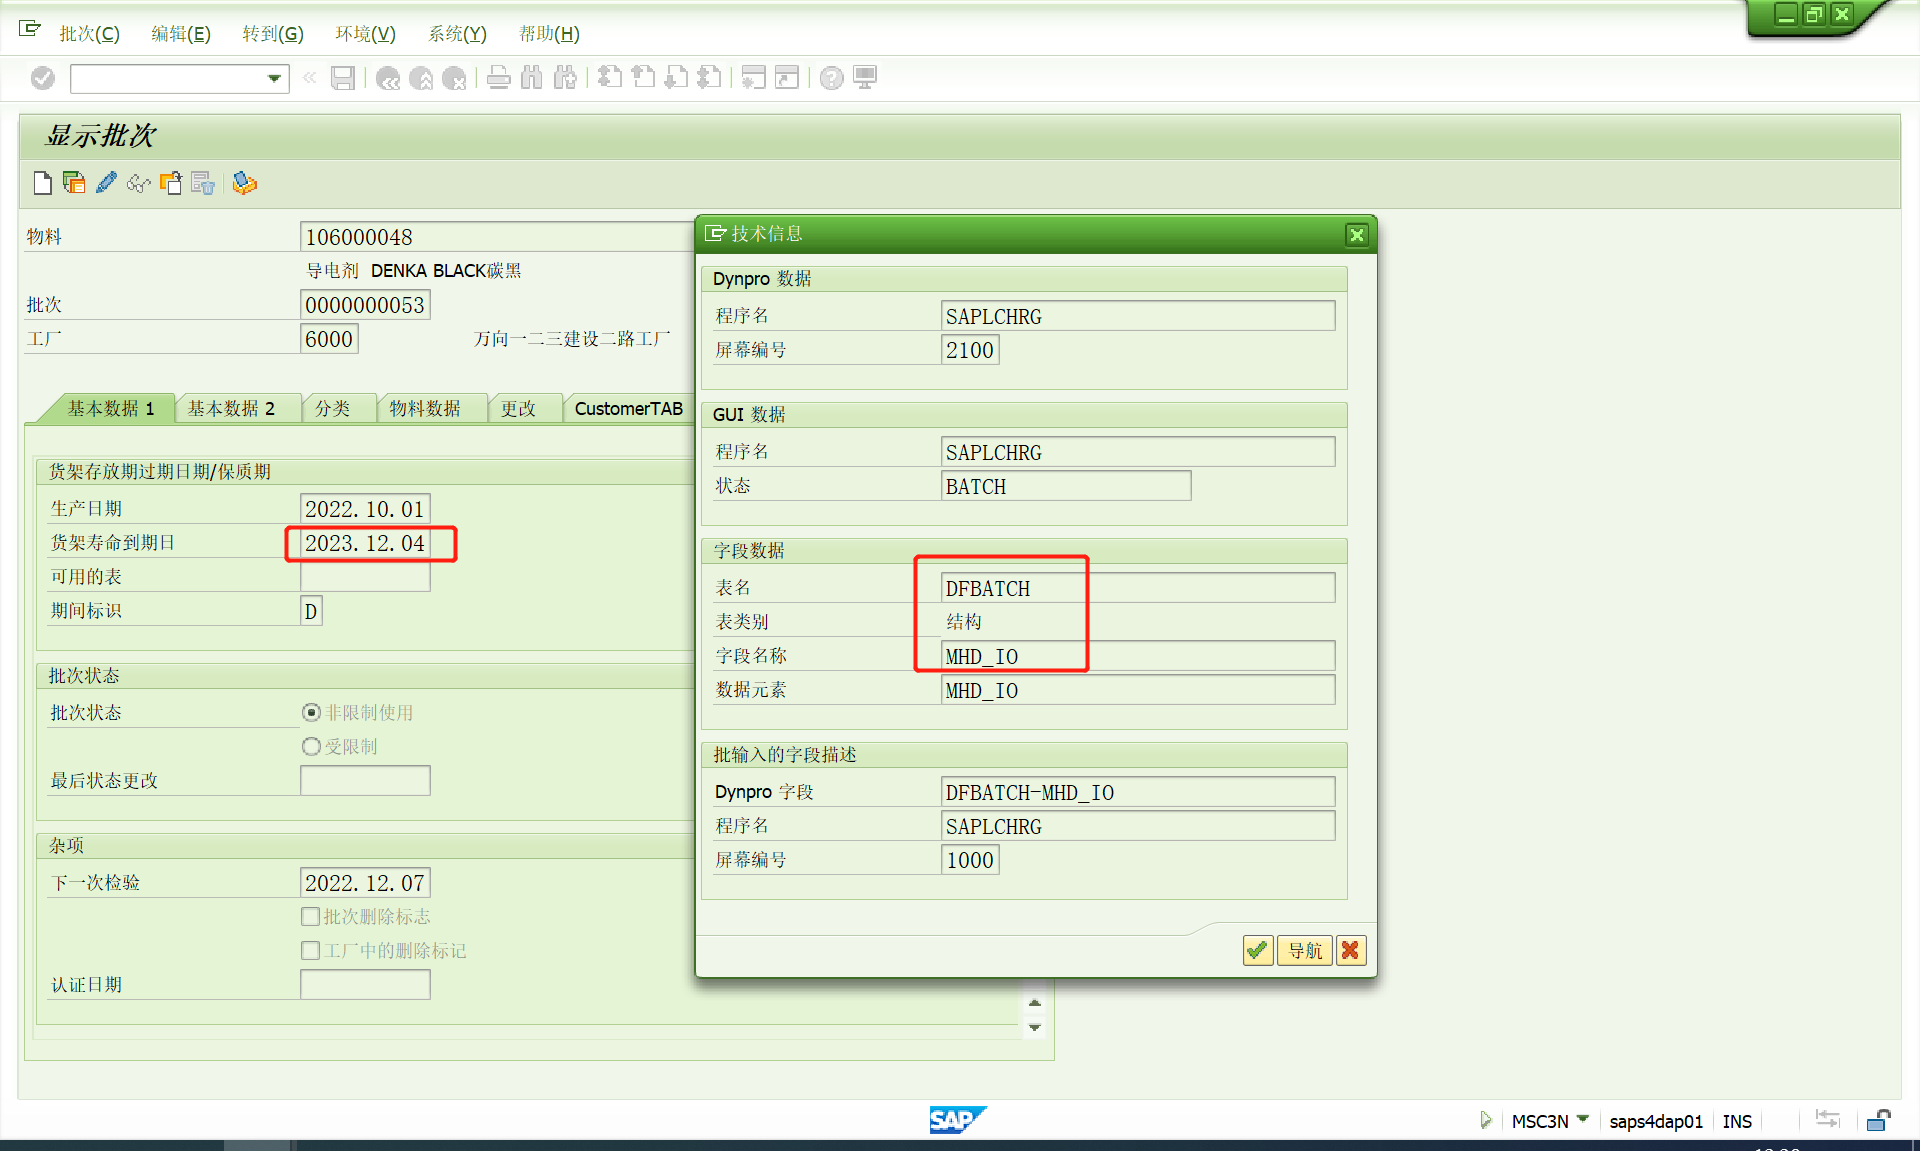 批次(C) 编辑(E) 转到(G) 环境(V) 系统(Y) 帮助(H)
显示批次
物料 106000048
导电剂 DENKA BLACK碳黑
批次 0000000053
工厂 6000 万向一二三建设二路工厂
基本数据 1 基本数据 2 分类 物料数据 更改 CustomerTAB
货架存放期过期日期/保质期
生产日期 2022.10.01
货架寿命到期日 2023.12.04
可用的表
期间标识 D
批次状态
批次状态 非限制使用
受限制
最后状态更改
杂项
下一次检验 2022.12.07
批次删除标志
工厂中的删除标记
认证日期
技术信息
Dynpro 数据
程序名 SAPLCHRG
屏幕编号 2100
GUI 数据
程序名 SAPLCHRG
状态 BATCH
字段数据
表名 DFBATCH
表类别 结构
字段名称 MHD_IO
数据元素 MHD_IO
批输入的字段描述
Dynpro 字段 DFBATCH-MHD_IO
程序名 SAPLCHRG
屏幕编号 1000
导航
SAP
MSC3N saps4dap01 INS